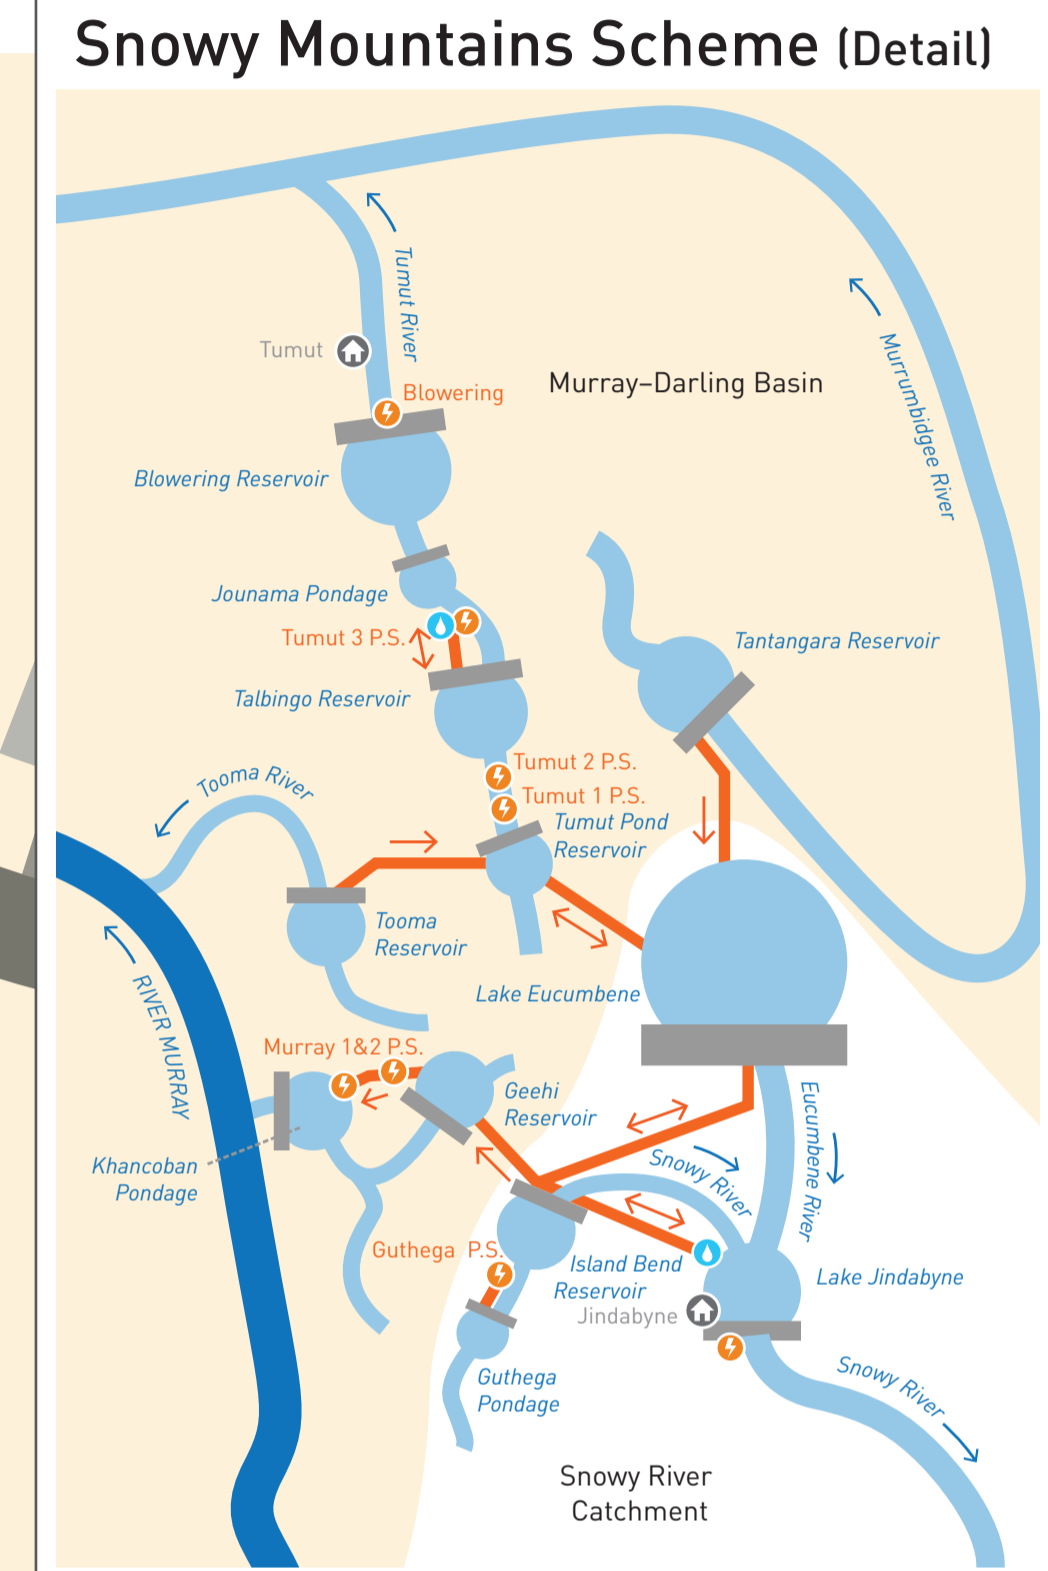 Snowy Mountains Scheme (Detail)
Tumut River
Tumut
Murrumbidgee River
Murray–Darling Basin
Blowering
Blowering Reservoir
Jounama Pondage
Tumut 3 P.S.
Tantangara Reservoir
Talbingo Reservoir
Tumut 2 P.S.
Tumut 1 P.S.
Tooma River
Tumut Pond
Reservoir
Tooma
Reservoir
Lake Eucumbene
RIVER MURRAY
Murray 1&2 P.S.
Geehi
Reservoir
Eucumbene River
Khancoban
Pondage
Snowy River
Guthega P.S.
Island Bend
Reservoir
Lake Jindabyne
Jindabyne
Guthega
Pondage
Snowy River
Snowy River
Catchment